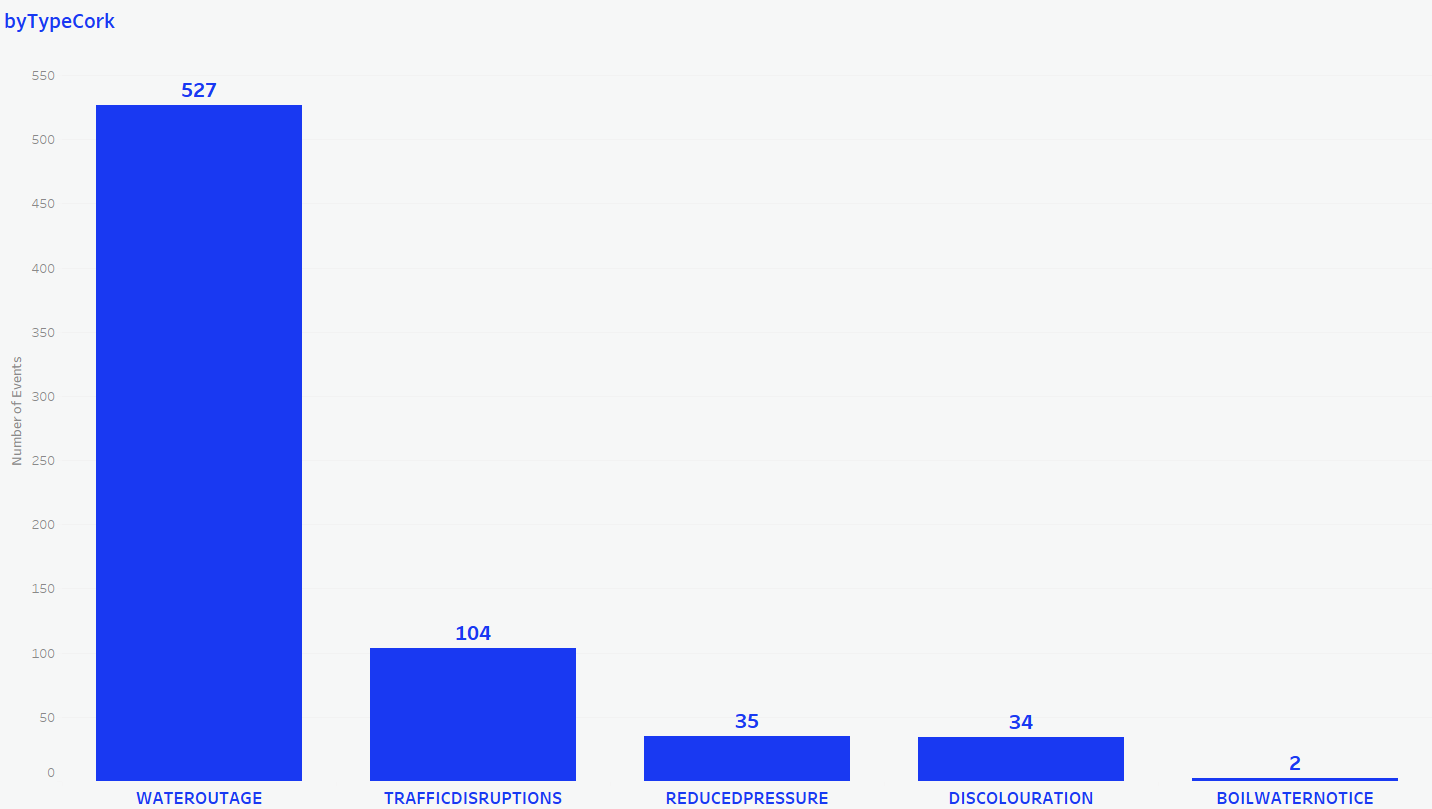 byTypeCork
Number of Events
550
500
450
400
350
300
250
200
150
100
50
0
527
104
35
34
2
WATEROUTAGE
TRAFFICDISRUPTIONS
REDUCEDPRESSURE
DISCOLOURATION
BOILWATERNOTICE